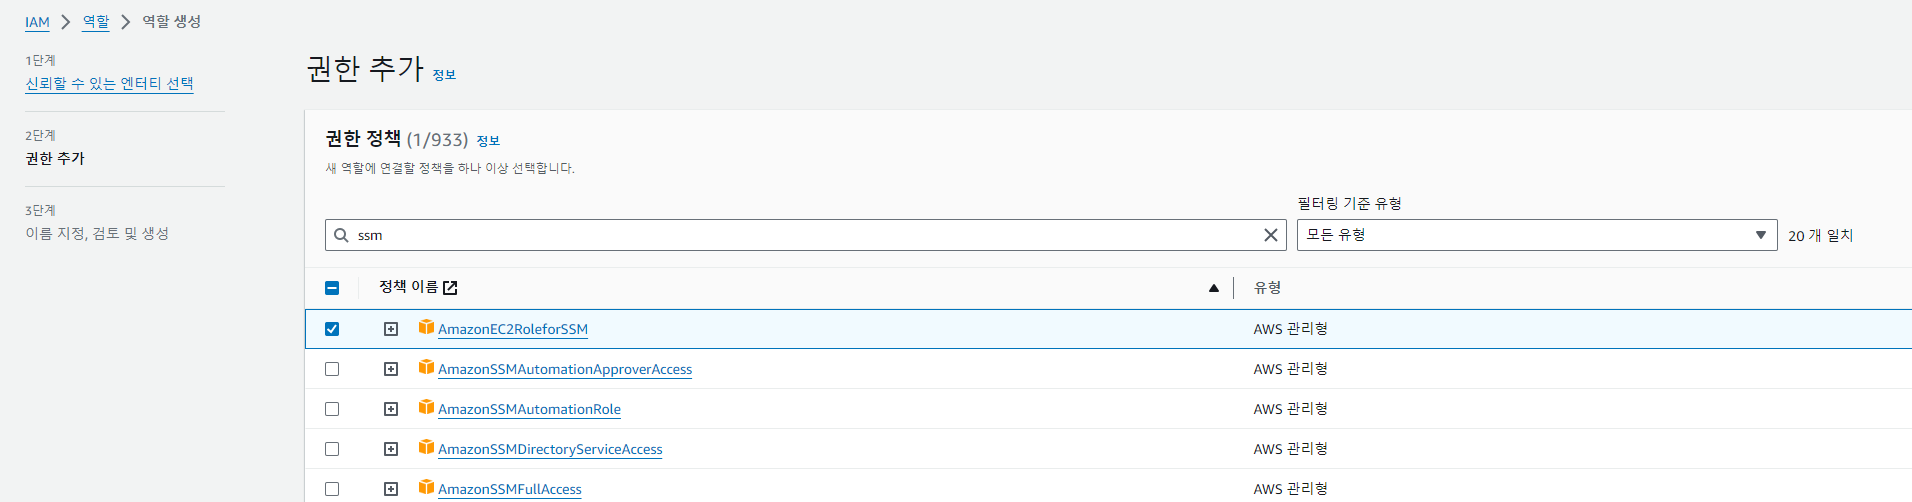 IAM > 역할 > 역할 생성
1단계
신뢰할 수 있는 엔터티 선택
2단계
권한 추가
3단계
이름 지정, 검토 및 생성
권한 추가 정보
권한 정책 (1/933) 정보
새 역할에 연결할 정책을 하나 이상 선택합니다.
필터링 기준 유형
ssm
모든 유형
20 개 일치
정책 이름 유형
AmazonEC2RoleforSSM AWS 관리형
AmazonSSMAutomationApproverAccess AWS 관리형
AmazonSSMAutomationRole AWS 관리형
AmazonSSMDirectoryServiceAccess AWS 관리형
AmazonSSMFullAccess AWS 관리형